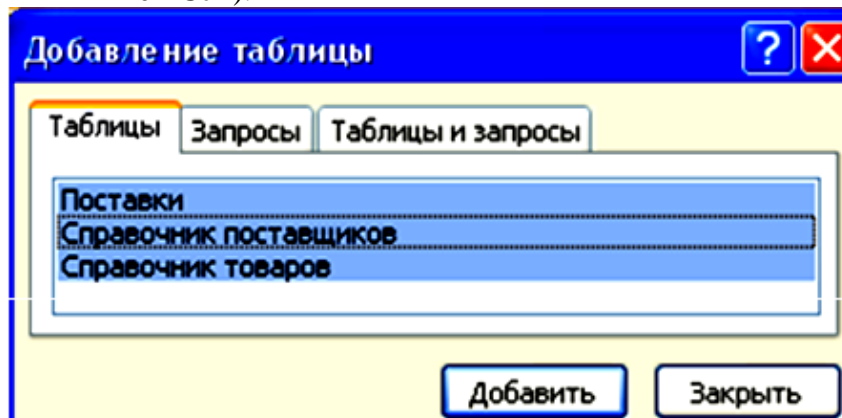 Добавление таблицы
Таблицы Запросы Таблицы и запросы
Поставки
Справочник поставщиков
Справочник товаров
Добавить Закрыть